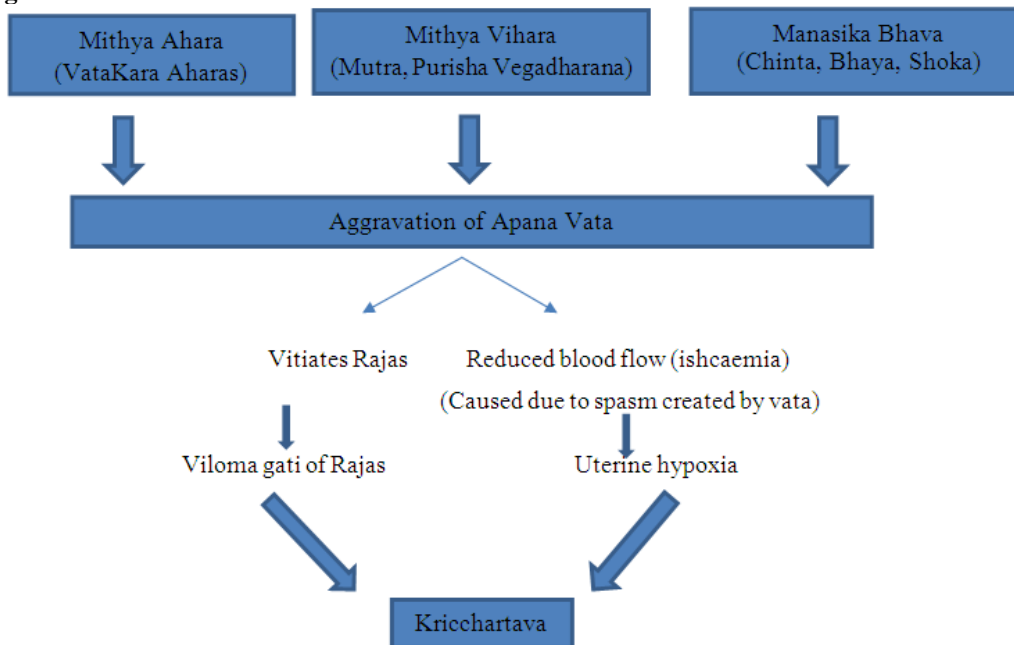 Mithya Ahara
(VataKara Aharas)
Mithya Vihara
(Mutra, Purisha Vegadharana)
Manasika Bhava
(Chinta, Bhaya, Shoka)
Aggravation of Apana Vata
Vitiates Rajas
Reduced blood flow (ishcaemia)
(Caused due to spasm created by vata)
Viloma gati of Rajas
Uterine hypoxia
Kricchartava